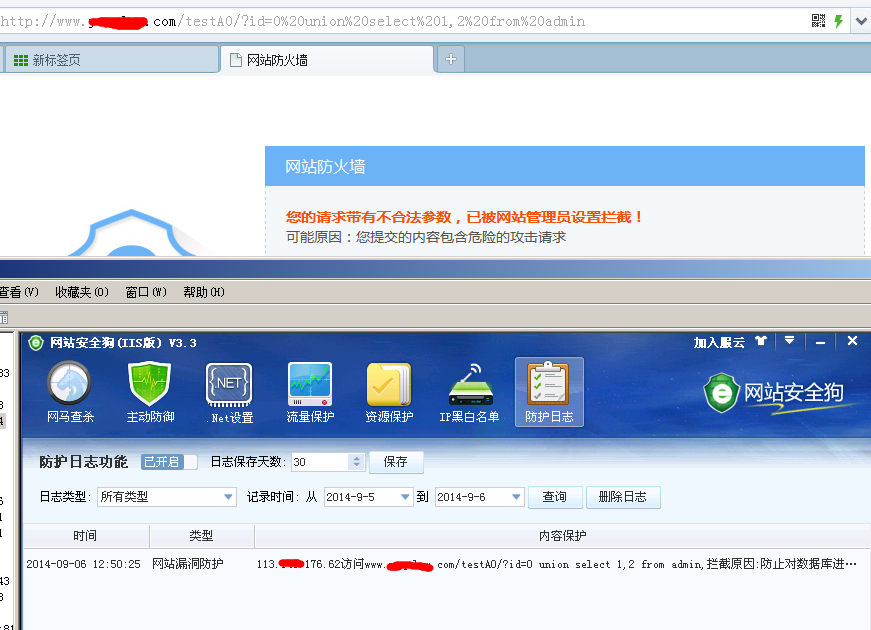 http://www. .com/testA0/?id=0%20union%20select%201,2%20from%20admin
新标签页
网站防火墙
网站防火墙
您的请求带有不合法参数，已被网站管理员设置拦截！
可能原因：您提交的内容包含危险的攻击请求
查看(V) 收藏夹(O) 窗口(W) 帮助(H)
网站安全狗(IIS版) V3.3
加入服云
网马查杀 主动防御 .Net设置 流量保护 资源保护 IP黑白名单 防护日志
NET
网站安全狗
防护日志功能 已开启 日志保存天数: 30 保存
日志类型: 所有类型 记录时间: 从 2014-9-5 到 2014-9-6 查询 删除日志
时间 类型 内容保护
2014-09-06 12:50:25 网站漏洞防护 113. 176.62访问www. .com/testA0/?id=0 union select 1,2 from admin,拦截原因:防止对数据库进…